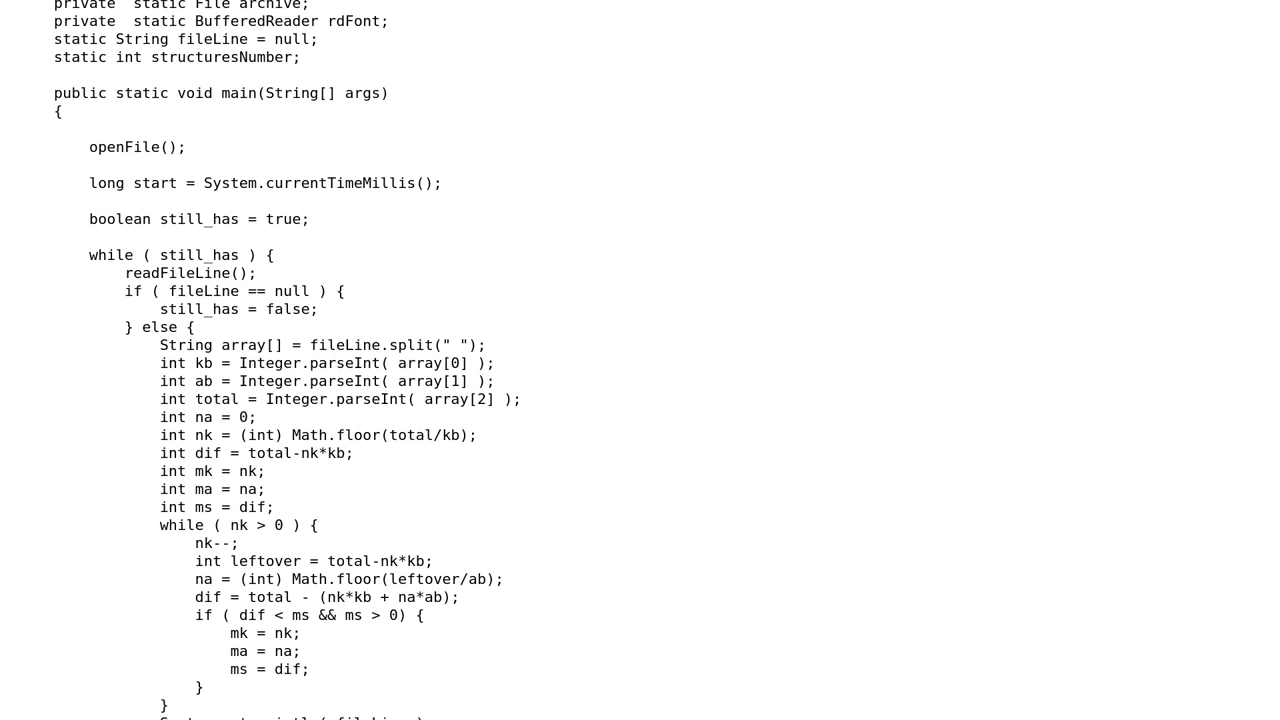 private  static File archive;
private  static BufferedReader rdFont;
static String fileLine = null;
static int structuresNumber;
public static void main(String[] args)
{
openFile();
long start = System.currentTimeMillis();
boolean still_has = true;
while ( still_has ) {
readFileLine();
if ( fileLine == null ) {
still_has = false;
} else {
String array[] = fileLine.split(" ");
int kb = Integer.parseInt( array[0] );
int ab = Integer.parseInt( array[1] );
int total = Integer.parseInt( array[2] );
int na = 0;
int nk = (int) Math.floor(total/kb);
int dif = total-nk*kb;
int mk = nk;
int ma = na;
int ms = dif;
while ( nk > 0 ) {
nk--;
int leftover = total-nk*kb;
na = (int) Math.floor(leftover/ab);
dif = total - (nk*kb + na*ab);
if ( dif < ms && ms > 0) {
mk = nk;
ma = na;
ms = dif;
}
}